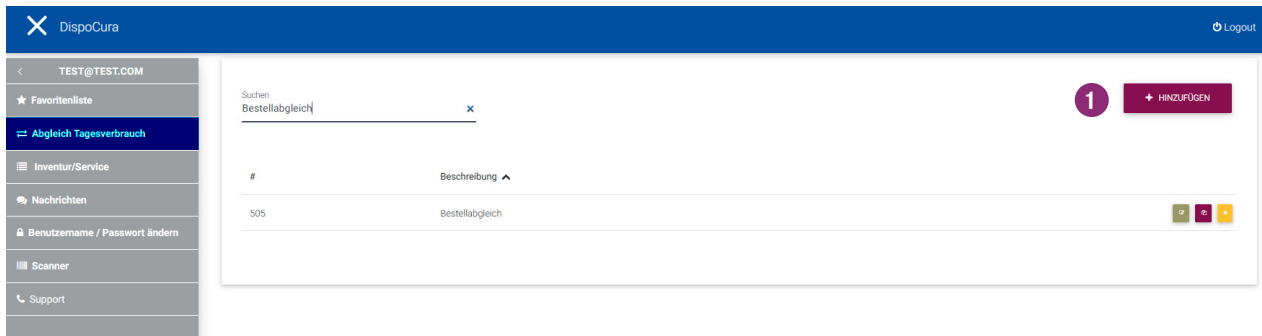 DispoCura
Logout
TEST@TEST.COM
Favoritenliste
Abgleich Tagesverbrauch
Inventur/Service
Nachrichten
Benutzername / Passwort ändern
Scanner
Support
Suchen
Bestellabgleich
1
+ HINZUFÜGEN
# Beschreibung
505 Bestellabgleich